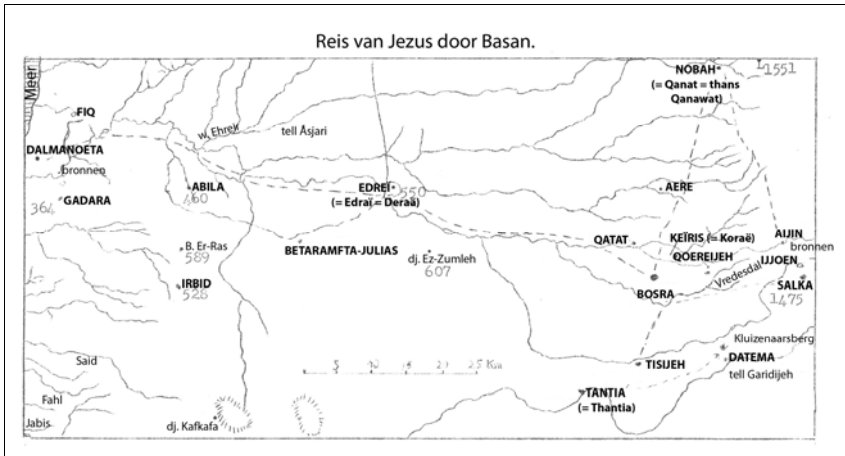 Reis van Jezus door Basan.
Meer
NOBAH
(= Qanat = thans
Qanawat)
1551
FIQ
w. Ehreir
tell Asjari
DALMANOETA
bronnen
ABILA
460
EDREÏ
550
(= Edraï = Deraä)
AERE
364
GADARA
B. Er-Ras
589
BETARAMFTA-JULIAS
dj. Ez-Zumleh
607
QATAT
KEÏRIS (= Koraë)
QOEREIJEH
AIJIN
bronnen
IJJOEN
IRBID
528
BOSRA
Vredesdal
SALKA
1475
Kluizenaarsberg
Said
TISIJEH
DATEMA
tell Garidijeh
5 10 18 20 25 Km
Fahl
TANTIA
(= Thantia)
Jabis
dj. Kafkafa